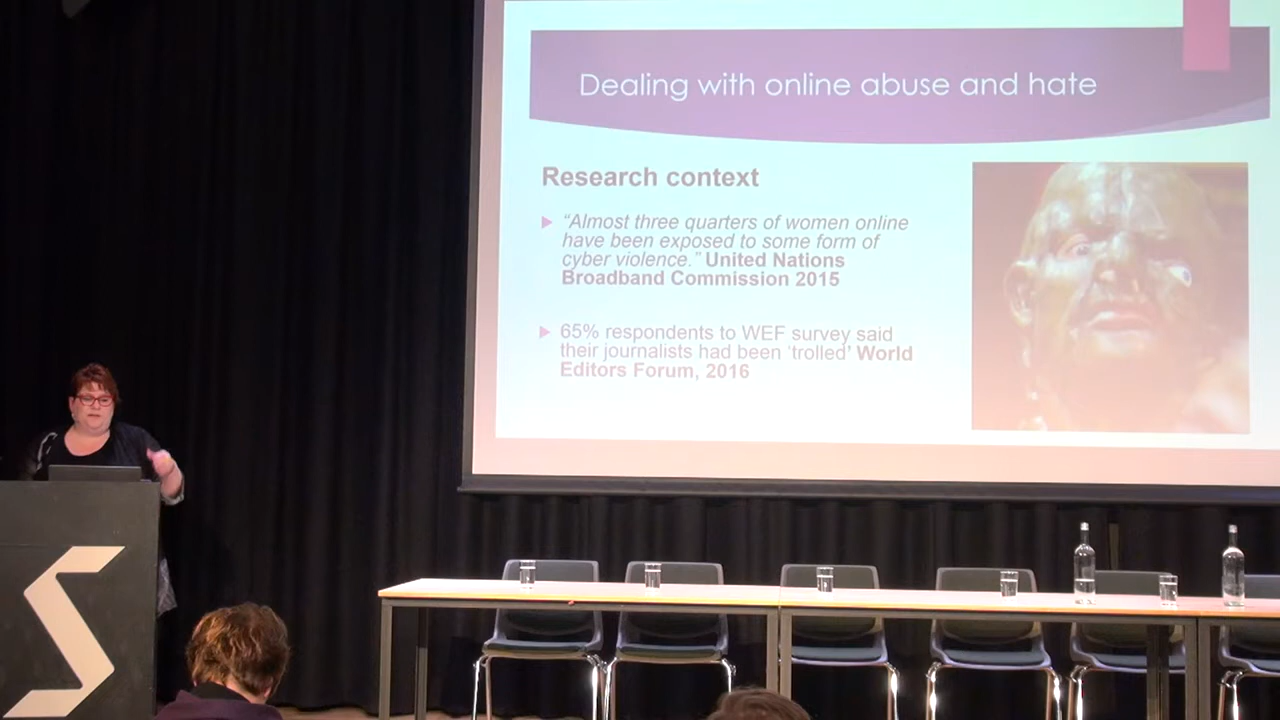 Dealing with online abuse and hate
Research context
“Almost three quarters of women online
have been exposed to some form of
cyber violence.” United Nations
Broadband Commission 2015
65% respondents to WEF survey said
their journalists had been ‘trolled’ World
Editors Forum, 2016
S